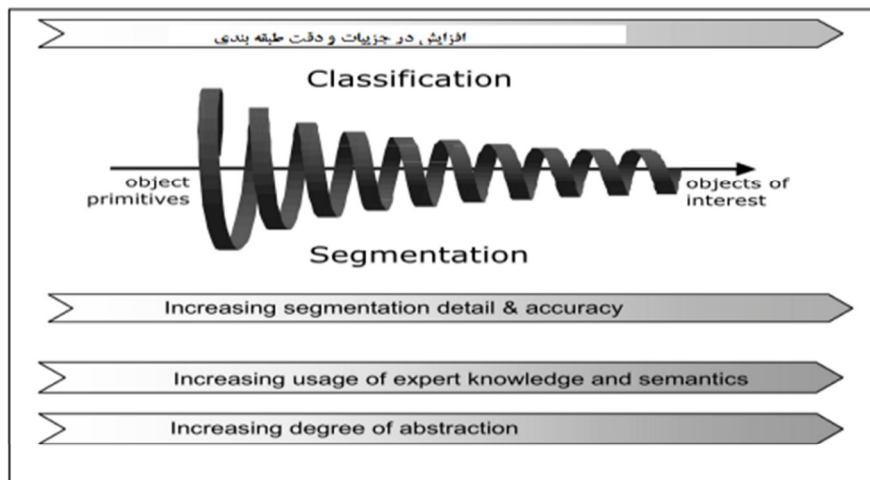 افزایش در جزییات و دقت طبقه بندی
Classification
object
primitives
objects of
interest
Segmentation
Increasing segmentation detail & accuracy
Increasing usage of expert knowledge and semantics
Increasing degree of abstraction